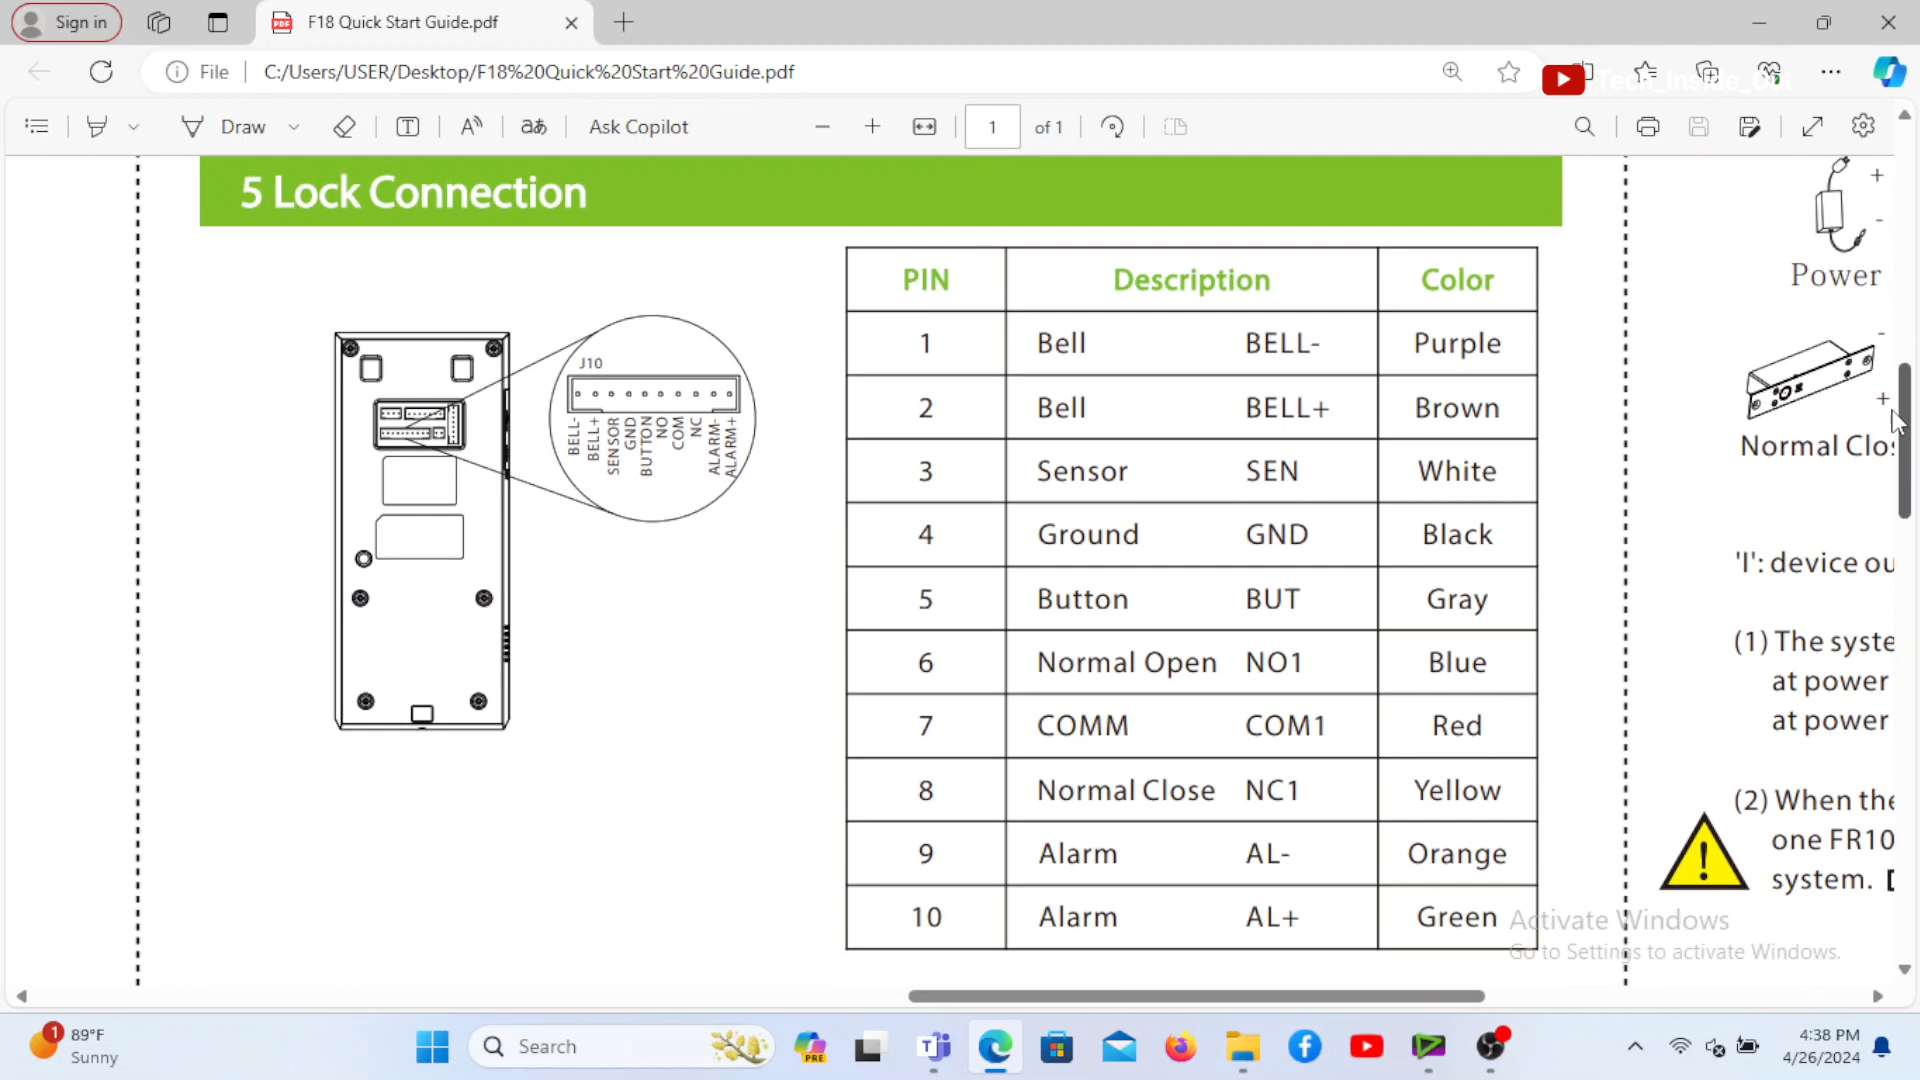 Sign in
F18 Quick Start Guide.pdf
File
C:/Users/USER/Desktop/F18%20Quick%20Start%20Guide.pdf
Tech_Inside_Out
Draw
Ask Copilot
1 of 1
5 Lock Connection
J10
BELL-
BELL+
SENSOR
GND
BUTTON
NO
COM
NC
ALARM-
ALARM+
PIN Description Color
1 Bell BELL- Purple
2 Bell BELL+ Brown
3 Sensor SEN White
4 Ground GND Black
5 Button BUT Gray
6 Normal Open NO1 Blue
7 COMM COM1 Red
8 Normal Close NC1 Yellow
9 Alarm AL- Orange
10 Alarm AL+ Green
+
-
Power
-
+
Normal Clo
'I': device ou
(1) The syste
at power
at power
(2) When the
one FR10
system.
Activate Windows
Go to Settings to activate Windows.
1
89°F
Sunny
Search
PRE
4:38 PM
4/26/2024